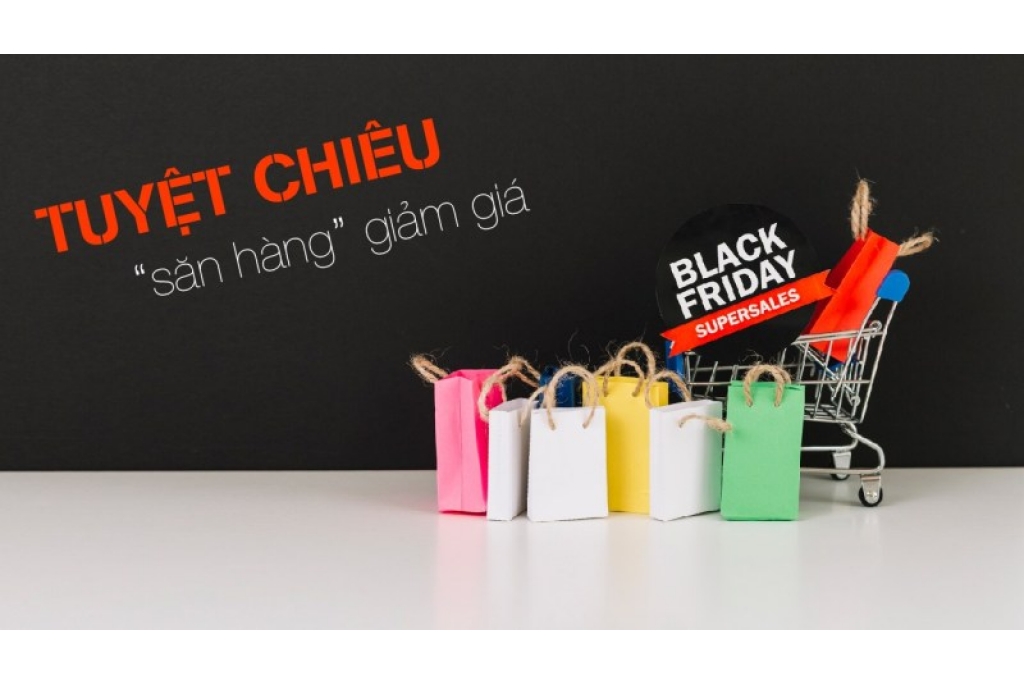 TUYỆT CHIÊU
“săn hàng” giảm giá
BLACK
FRIDAY
SUPERSALES